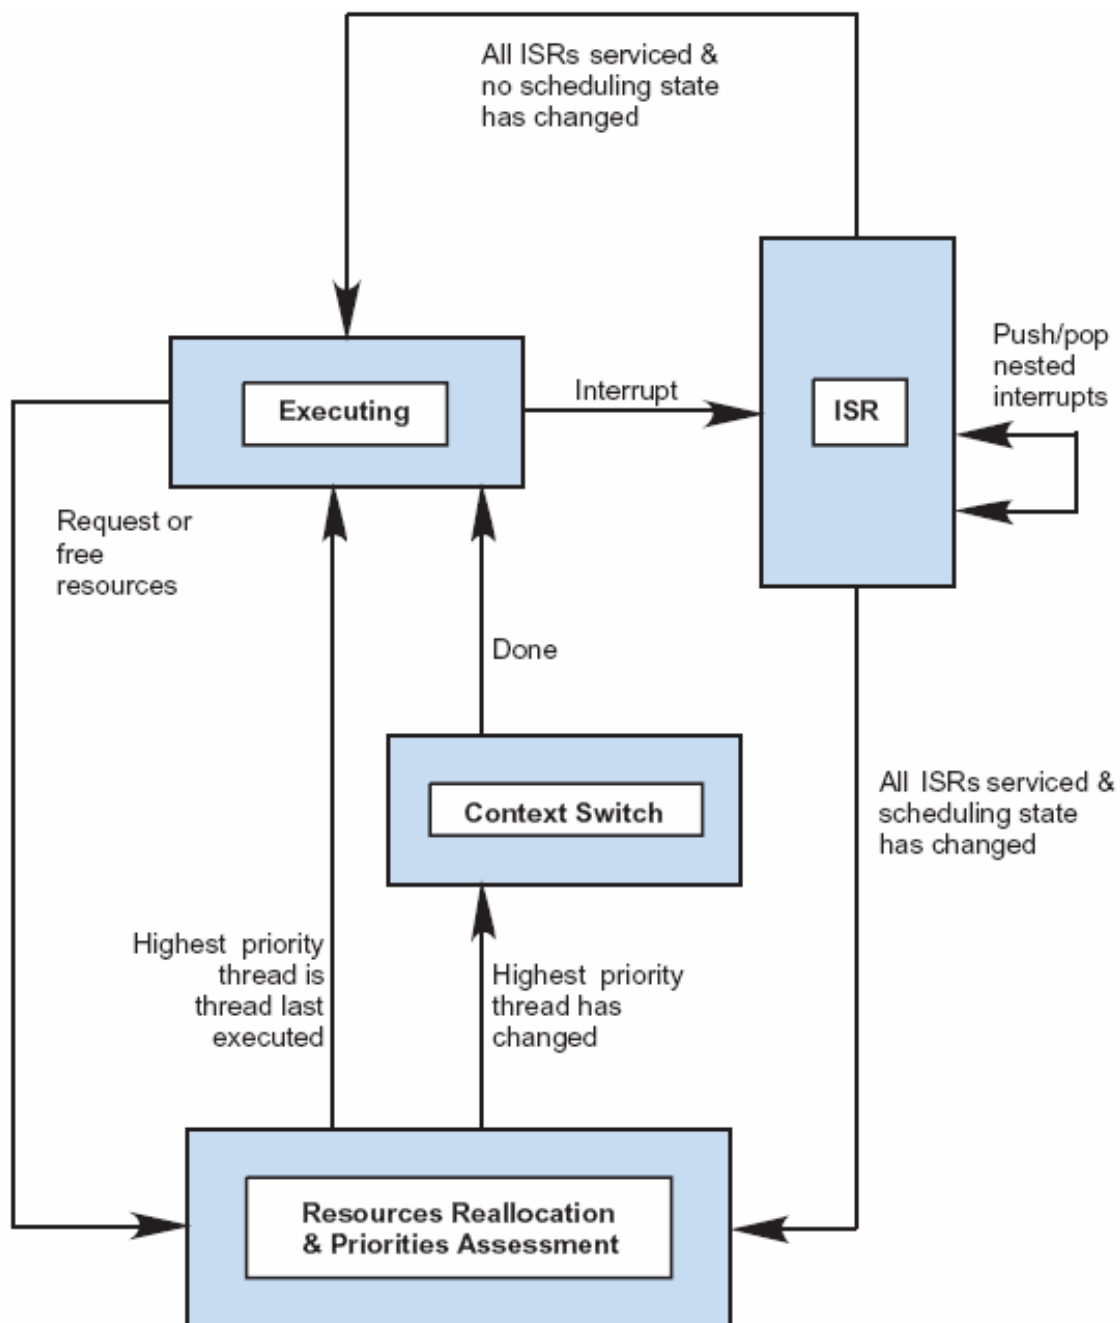 All ISRs serviced &
no scheduling state
has changed
Push/pop
nested
interrupts
Executing
Interrupt
ISR
Request or
free
resources
Done
Context Switch
All ISRs serviced &
scheduling state
has changed
Highest priority
thread is
thread last
executed
Highest priority
thread has
changed
Resources Reallocation
& Priorities Assessment